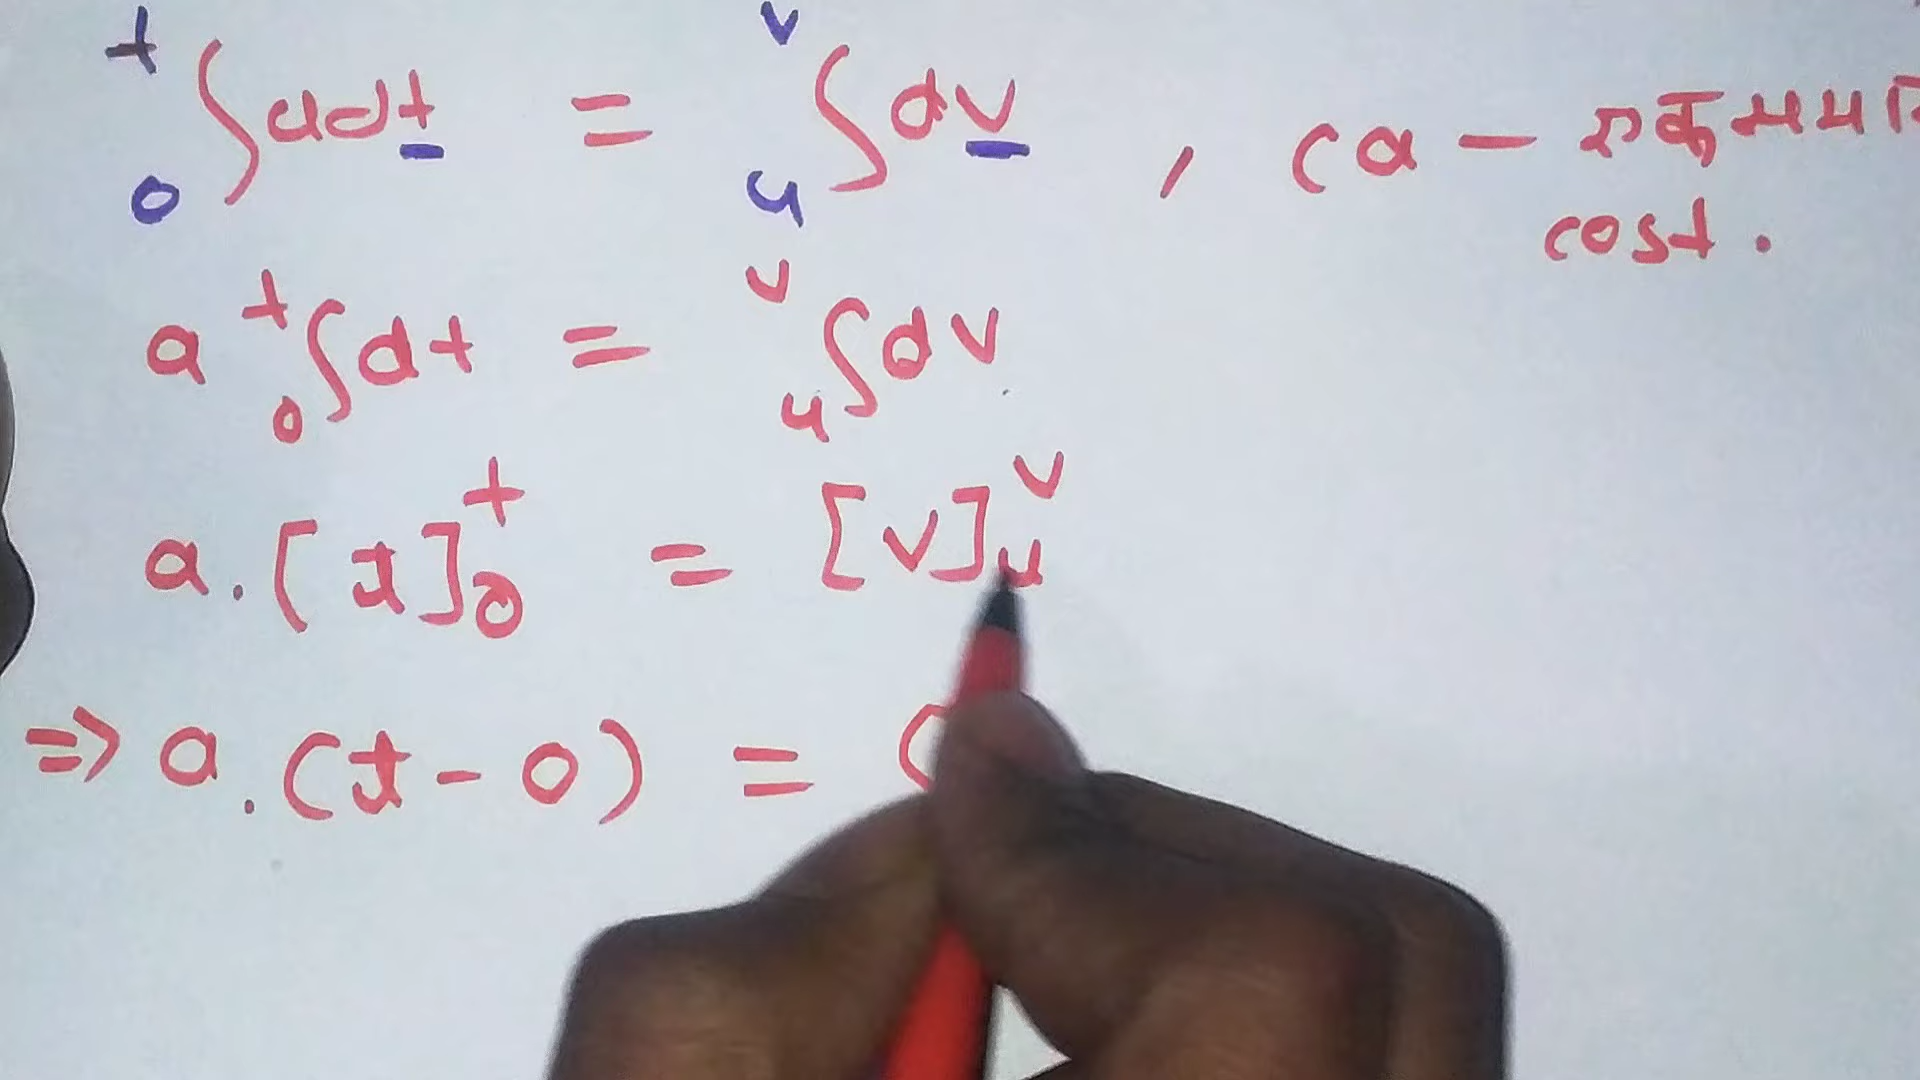 t ∫ a dt = v ∫ dv , (a – एकसमान
0 u cost.
a t ∫ dt = v ∫ dv
0 u
a . [t]₀ᵗ = [v]ᵤᵛ
⇒ a . (t - 0) = (